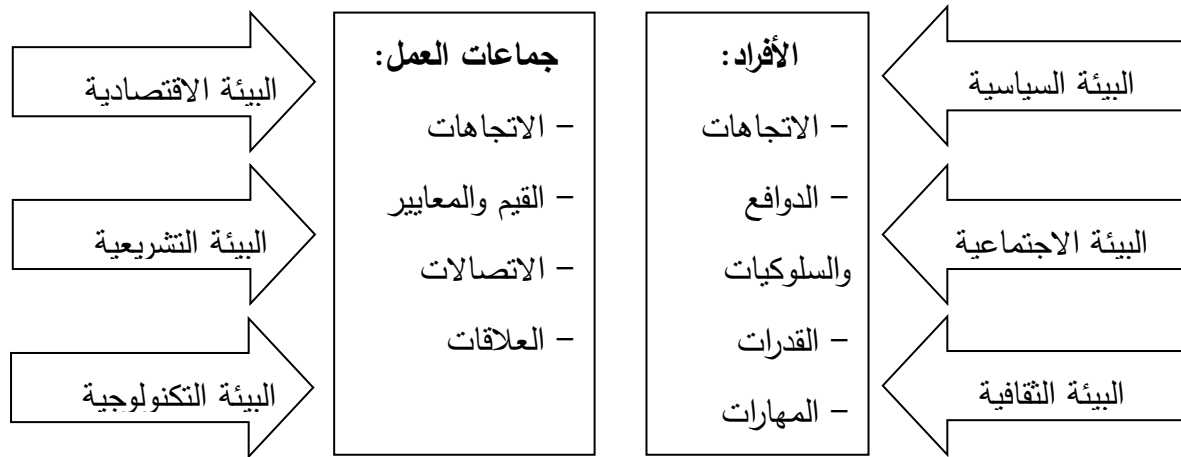 البيئة السياسية
البيئة الاجتماعية
البيئة الثقافية
الأفراد:
– الاتجاهات
– الدوافع
والسلوكيات
– القدرات
– المهارات
جماعات العمل:
– الاتجاهات
– القيم والمعايير
– الاتصالات
– العلاقات
البيئة الاقتصادية
البيئة التشريعية
البيئة التكنولوجية